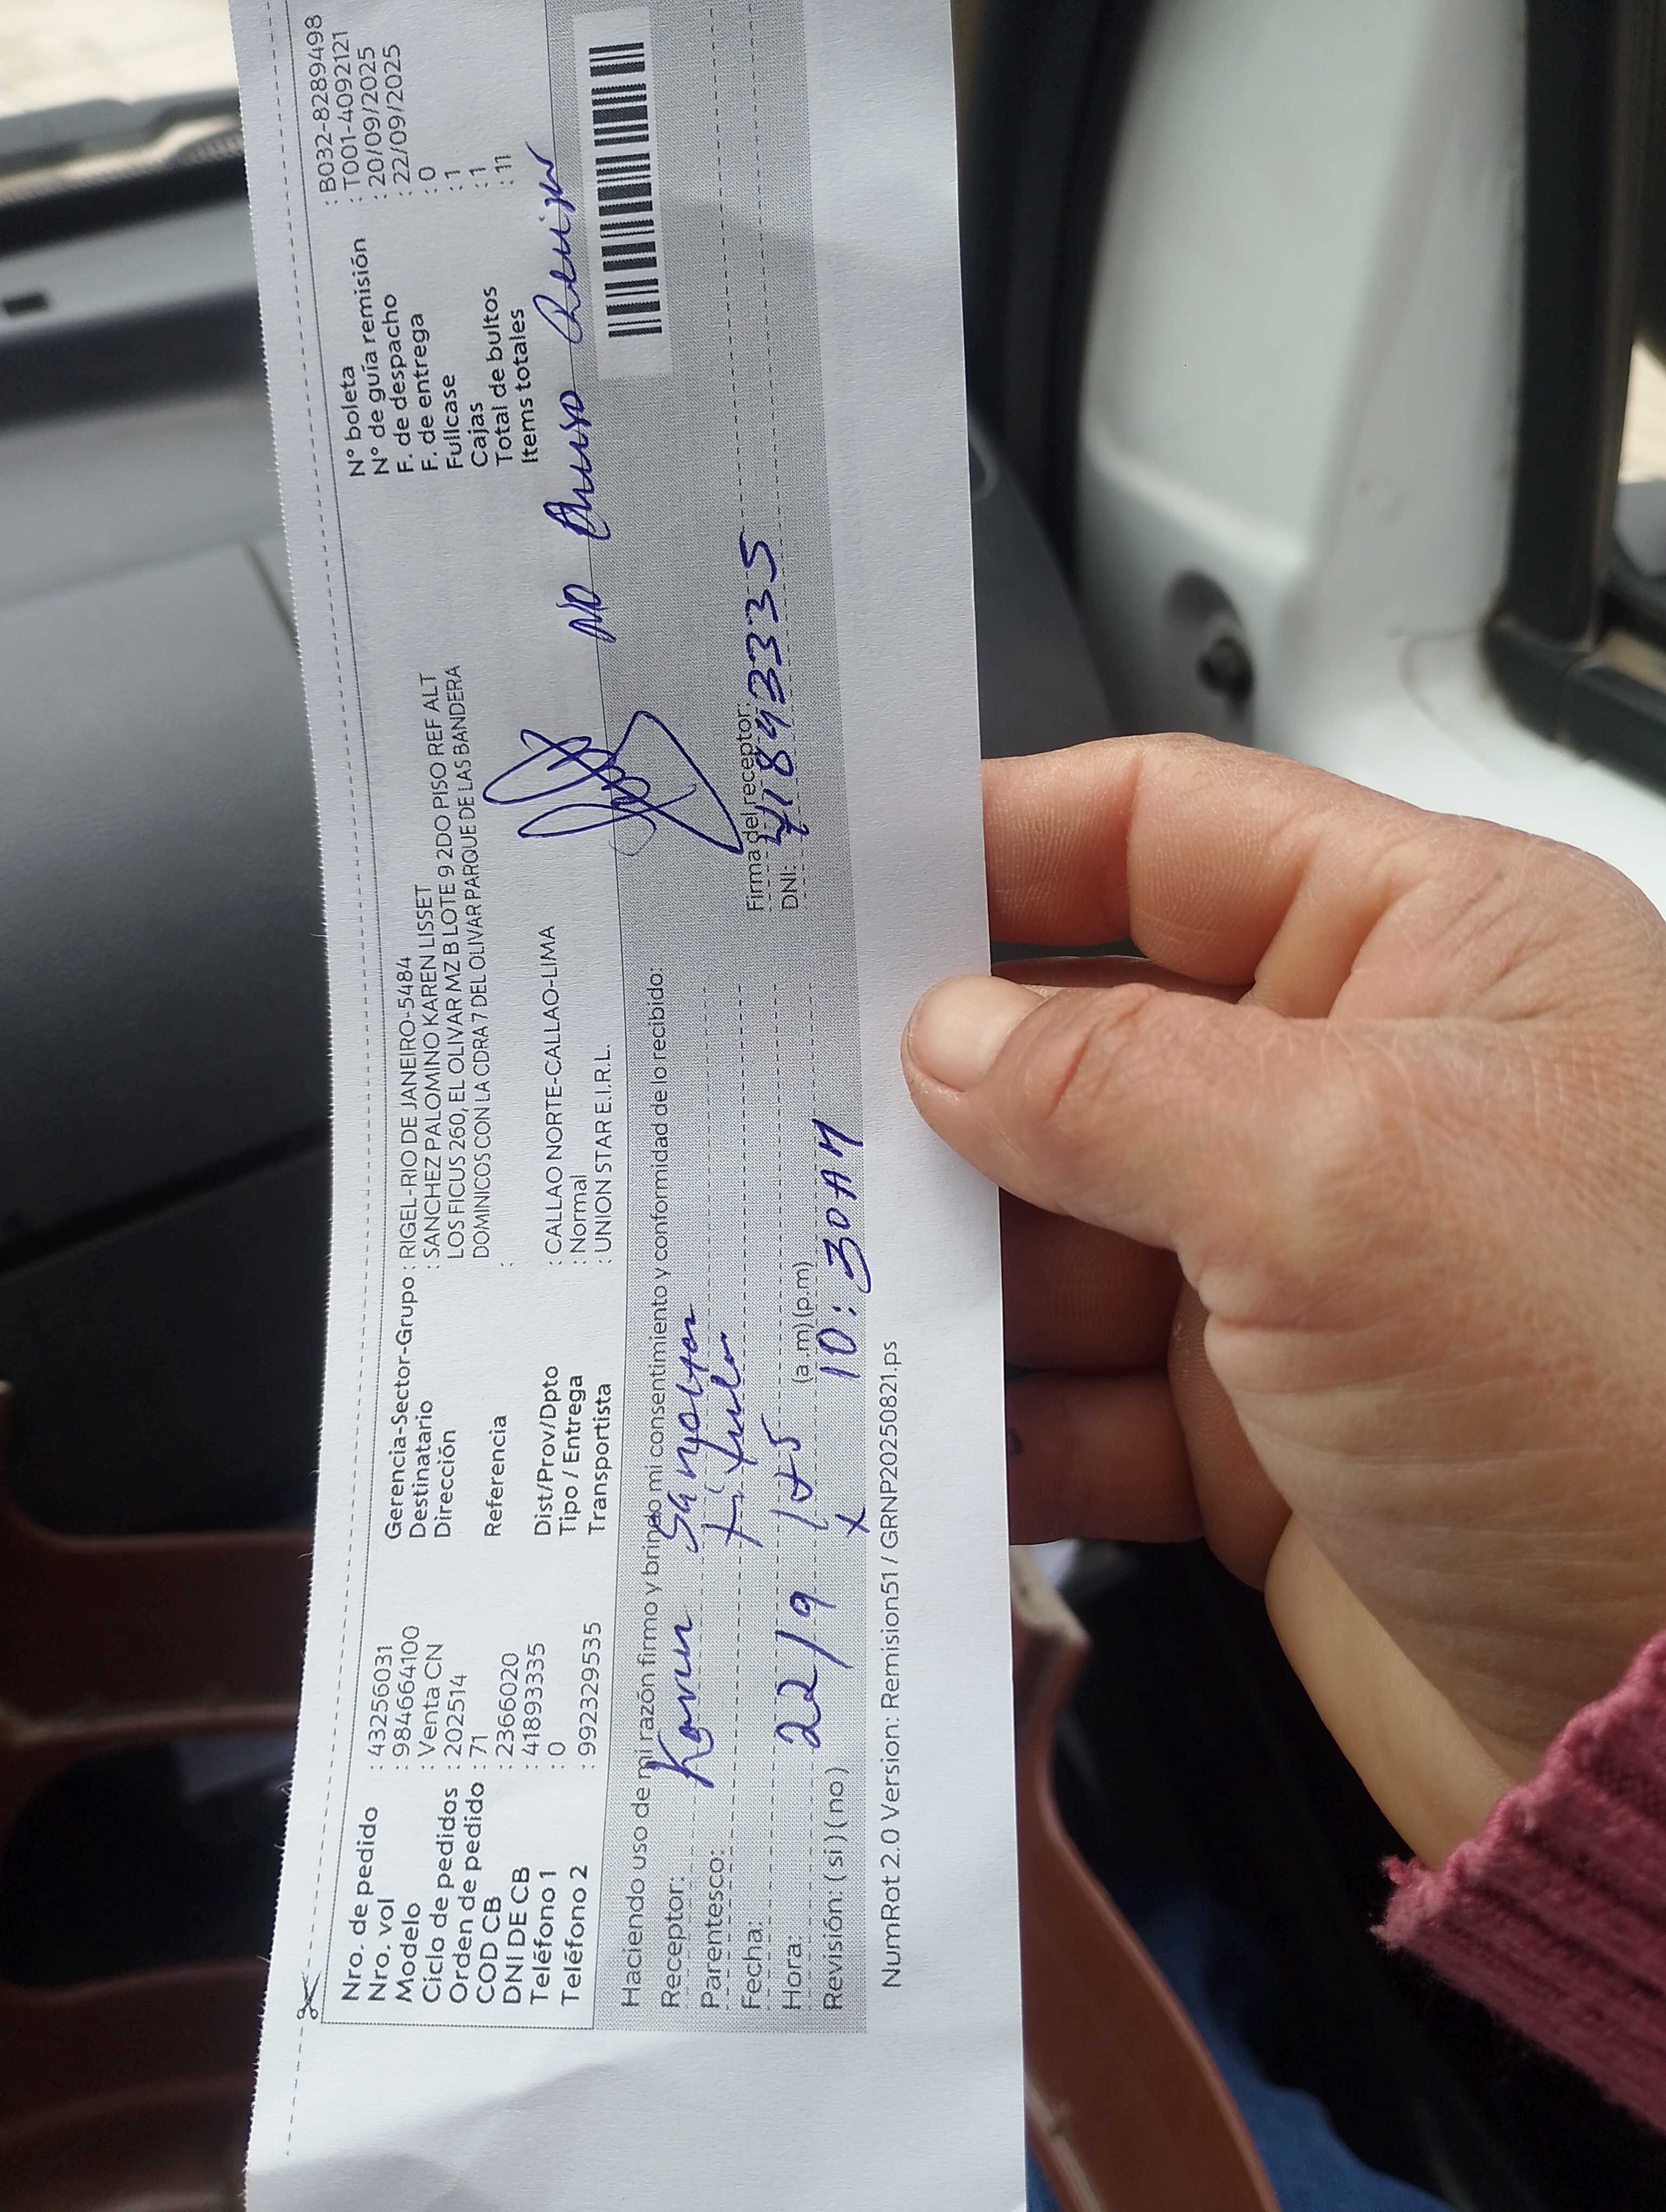 Nro. de pedido : 43256031
Nro. vol : 984664100
Modelo : Venta CN
Ciclo de pedidos : 202514
Orden de pedido : 71
COD CB : 2366020
DNI DE CB : 41893335
Teléfono 1 : 0
Teléfono 2 : 992329535
Gerencia-Sector-Grupo : RIGEL-RIO DE JANEIRO-5484
Destinatario : SANCHEZ PALOMINO KAREN LISSET
Dirección LOS FICUS 260, EL OLIVAR MZ B LOTE 9 2DO PISO REF ALT
DOMINICOS CON LA CDRA 7 DEL OLIVAR PARQUE DE LAS BANDERA
Referencia :
Dist/Prov/Dpto : CALLAO NORTE-CALLAO-LIMA
Tipo / Entrega : Normal
Transportista : UNION STAR E.I.R.L.
N° boleta : B032-8289498
N° de guía remisión : T001-4092121
F. de despacho : 20/09/2025
F. de entrega : 22/09/2025
Fullcase : 0
Cajas : 1
Total de bultos : 1
Items totales : 11
NO
Haciendo uso de mi razón firmo y brindo mi consentimiento y conformidad de lo recibido:
Receptor: Karen
Parentesco: Titular
Fecha: 22/9
Hora: (a.m)(p.m)
Revisión: (si) (no) x 10:30AM
Firma del receptor:
DNI: 41893335
NumRot 2.0 Version: Remision51 / GRNP20250821.ps